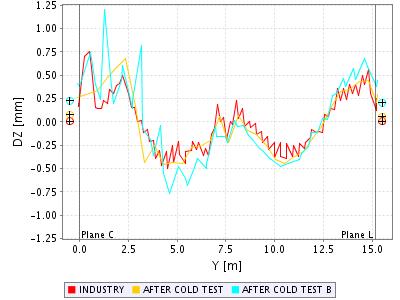 1.25
1.00
0.75
0.50
0.25
0.00
-0.25
-0.50
-0.75
-1.00
-1.25
DZ [mm]
Plane C
Plane L
0.0 2.5 5.0 7.5 10.0 12.5 15.0
Y [m]
INDUSTRY AFTER COLD TEST AFTER COLD TEST B